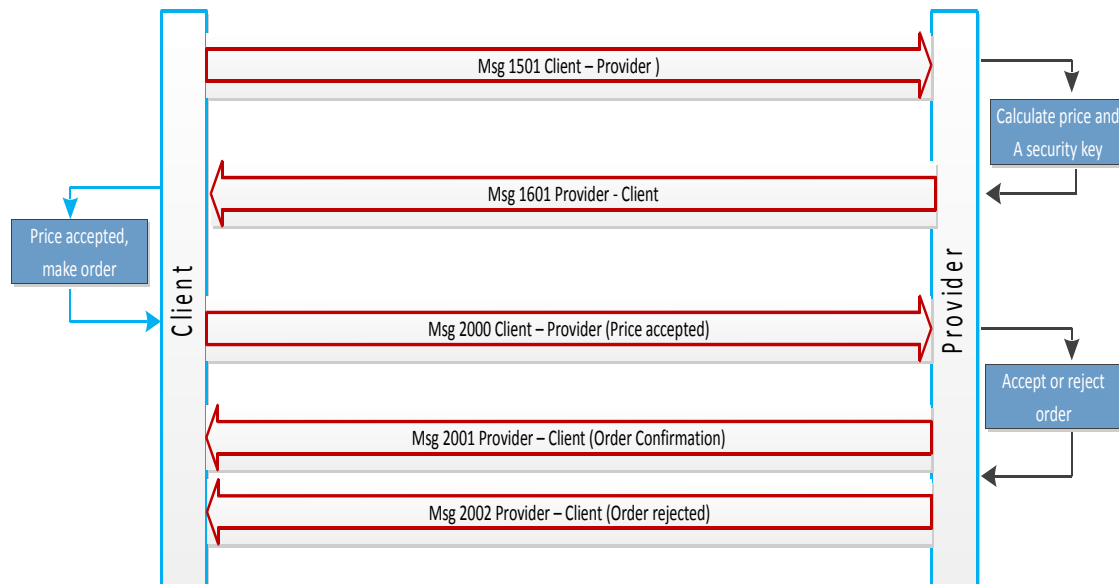 Msg 1501 Client – Provider )
Calculate price and
A security key
Msg 1601 Provider - Client
Price accepted,
make order
Client
Provider
Msg 2000 Client – Provider (Price accepted)
Accept or reject
order
Msg 2001 Provider – Client (Order Confirmation)
Msg 2002 Provider – Client (Order rejected)